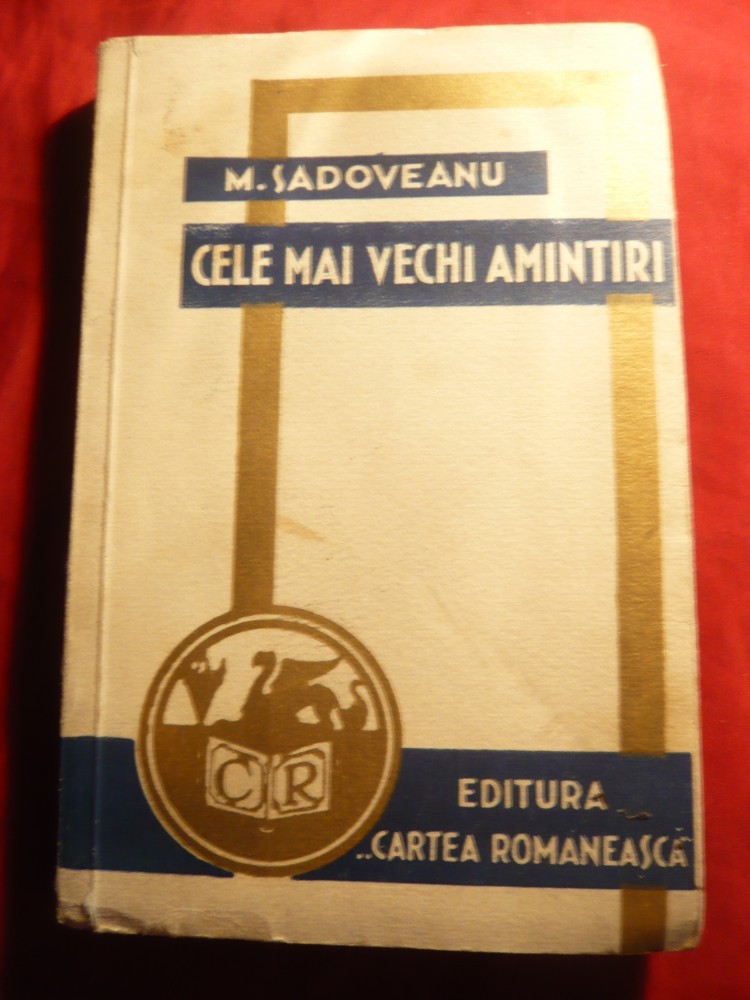 M. SADOVEANU
CELE MAI VECHI AMINTIRI
CR
EDITURA
„CARTEA ROMANEASCĂ"